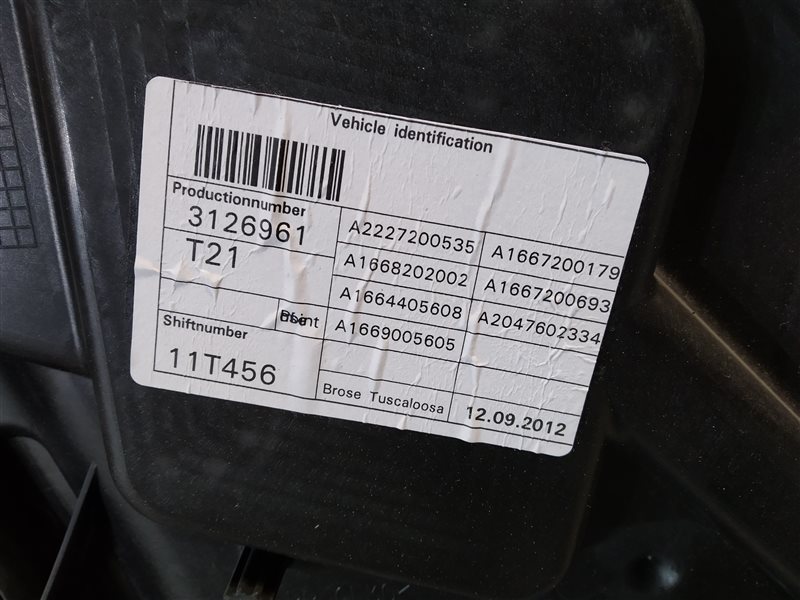 Vehicle identification
Productionnumber
3126961
T21
A2227200535 A1667200179
A1668202002 A1667200693
A1664405608 A2047602334
A1669005605
Shiftnumber
11T456
Brose Tuscaloosa 12.09.2012